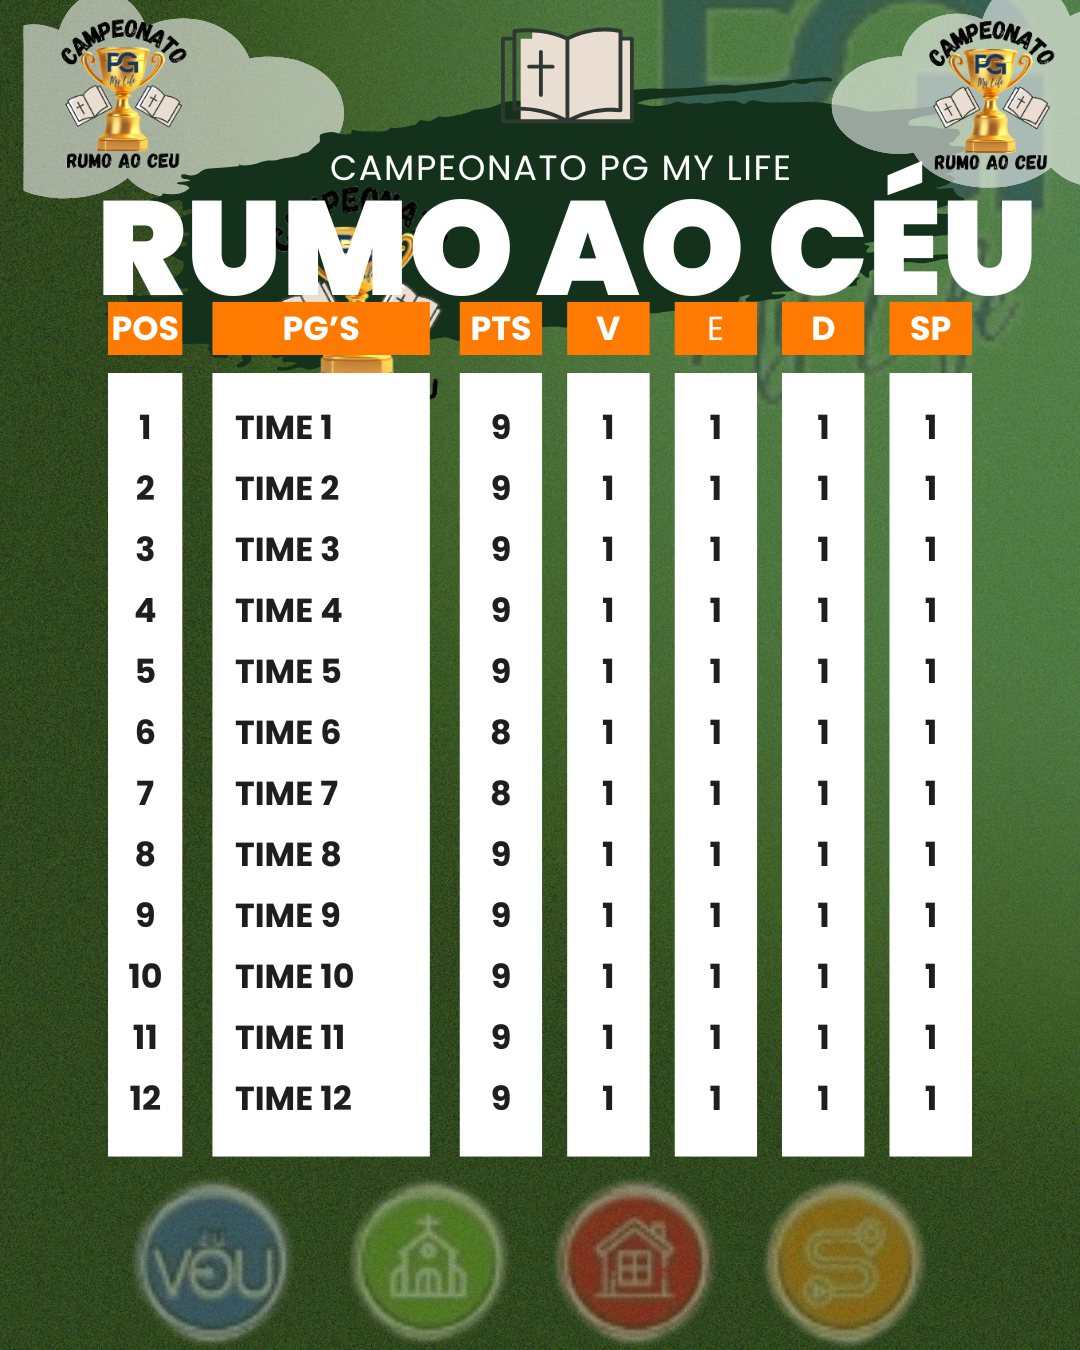 CAMPEONATO
PG
My Life
RUMO AO CEU
CAMPEONATO
PG
My Life
RUMO AO CEU
CAMPEONATO PG MY LIFE
RUMO AO CÉU
POS PG'S PTS V E D SP
1 TIME 1 9 1 1 1 1
2 TIME 2 9 1 1 1 1
3 TIME 3 9 1 1 1 1
4 TIME 4 9 1 1 1 1
5 TIME 5 9 1 1 1 1
6 TIME 6 8 1 1 1 1
7 TIME 7 8 1 1 1 1
8 TIME 8 9 1 1 1 1
9 TIME 9 9 1 1 1 1
10 TIME 10 9 1 1 1 1
11 TIME 11 9 1 1 1 1
12 TIME 12 9 1 1 1 1
EU
VOU